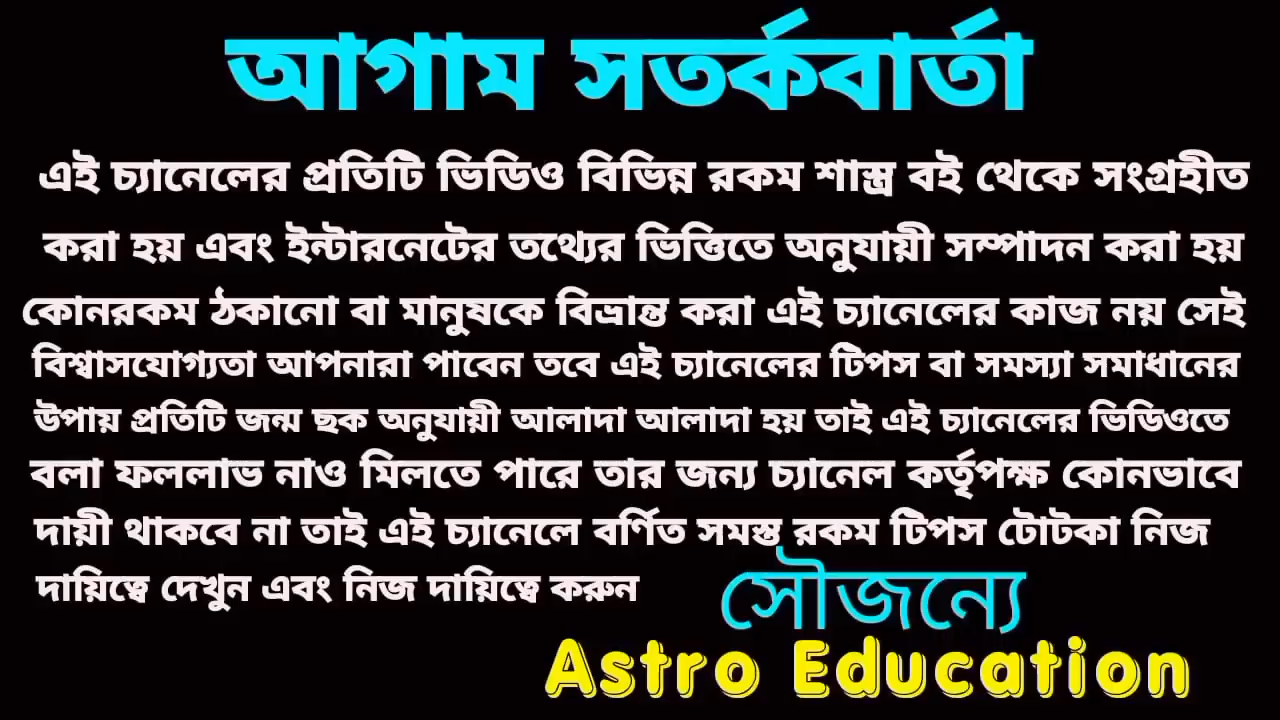 আগাম সতর্কবার্তা
এই চ্যানেলের প্রতিটি ভিডিও বিভিন্ন রকম শাস্ত্র বই থেকে সংগ্রহীত
করা হয় এবং ইন্টারনেটের তথ্যের ভিত্তিতে অনুযায়ী সম্পাদন করা হয়
কোনরকম ঠকানো বা মানুষকে বিভ্রান্ত করা এই চ্যানেলের কাজ নয় সেই
বিশ্বাসযোগ্যতা আপনারা পাবেন তবে এই চ্যানেলের টিপস বা সমস্যা সমাধানের
উপায় প্রতিটি জন্ম ছক অনুযায়ী আলাদা আলাদা হয় তাই এই চ্যানেলের ভিডিওতে
বলা ফললাভ নাও মিলতে পারে তার জন্য চ্যানেল কর্তৃপক্ষ কোনভাবে
দায়ী থাকবে না তাই এই চ্যানেলে বর্ণিত সমস্ত রকম টিপস টোটকা নিজ
দায়িত্বে দেখুন এবং নিজ দায়িত্বে করুন
সৌজন্যে
Astro Education